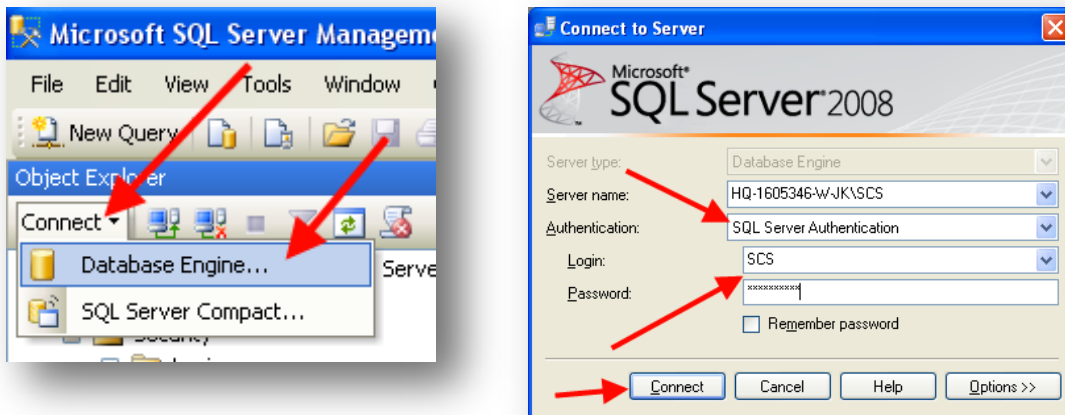 Microsoft SQL Server Managem
File Edit View Tools Window
New Query
Object Explorer
Connect
Database Engine...
Serve
SQL Server Compact...
Security
Connect to Server
Microsoft®
SQL Server® 2008
Server type: Database Engine
Server name: HQ-1605346-W-JK\SCS
Authentication: SQL Server Authentication
Login: SCS
Password: **********
Remember password
Connect Cancel Help Options >>